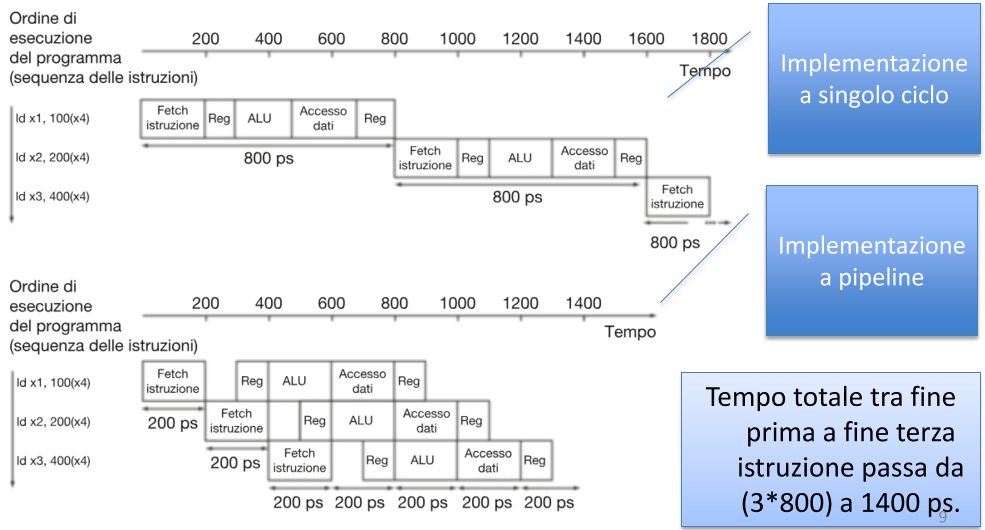 Ordine di
esecuzione
del programma
(sequenza delle istruzioni)
200 400 600 800 1000 1200 1400 1600 1800
Tempo
ld x1, 100(x4)
Fetch
istruzione
Reg
ALU
Accesso
dati
Reg
800 ps
ld x2, 200(x4)
Fetch
istruzione
Reg
ALU
Accesso
dati
Reg
800 ps
ld x3, 400(x4)
Fetch
istruzione
800 ps
Implementazione
a singolo ciclo
Implementazione
a pipeline
Ordine di
esecuzione
del programma
(sequenza delle istruzioni)
200 400 600 800 1000 1200 1400
Tempo
ld x1, 100(x4)
Fetch
istruzione
Reg
ALU
Accesso
dati
Reg
200 ps
ld x2, 200(x4)
Fetch
istruzione
Reg
ALU
Accesso
dati
Reg
200 ps
ld x3, 400(x4)
Fetch
istruzione
Reg
ALU
Accesso
dati
Reg
200 ps 200 ps 200 ps 200 ps 200 ps
Tempo totale tra fine
prima a fine terza
istruzione passa da
(3*800) a 1400 ps.
9